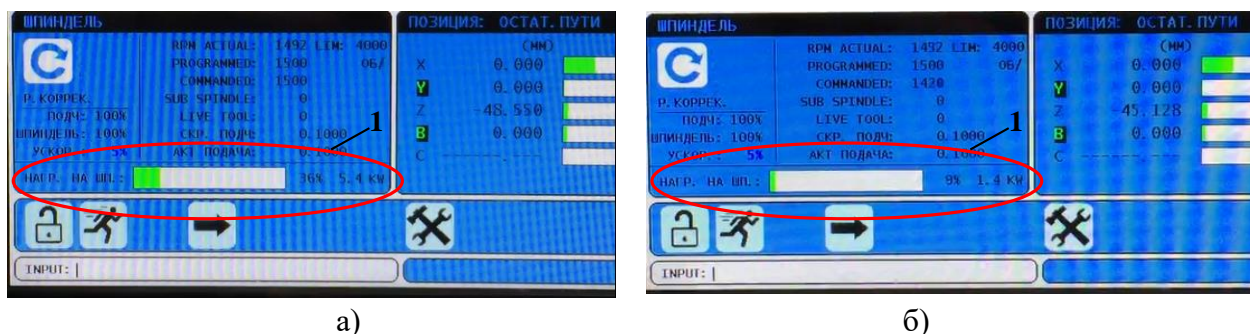 ШПИНДЕЛЬ
RPM ACTUAL: 1492 LIM: 4000
PROGRAMMED: 1500 06/
COMMANDED: 1500
Р. КОРРЕК. SUB SPINDLE: 0
ПОДЧ: 100% LIVE TOOL: 0
ШПИНДЕЛЬ: 100% СКР. ПОДЧ: 0.1000
УСКОР.: 5% АКТ ПОДАЧА: 0.1000
1
НАГР. НА ШП.: 36% 5.4 KW
INPUT:
ПОЗИЦИЯ: ОСТАТ. ПУТИ
(ММ)
X 0.000
Y 0.000
Z -48.550
B 0.000
C
а)
ШПИНДЕЛЬ
RPM ACTUAL: 1492 LIM: 4000
PROGRAMMED: 1500 06/
COMMANDED: 1420
Р. КОРРЕК. SUB SPINDLE: 0
ПОДЧ: 100% LIVE TOOL: 0
ШПИНДЕЛЬ: 100% СКР. ПОДЧ: 0.1000
УСКОР.: 5% АКТ ПОДАЧА: 0.1000
1
НАГР. НА ШП.: 1.4 KW
INPUT:
ПОЗИЦИЯ: ОСТАТ. ПУТИ
(ММ)
X 0.000
Y 0.000
Z -45.128
B 0.000
C
б)